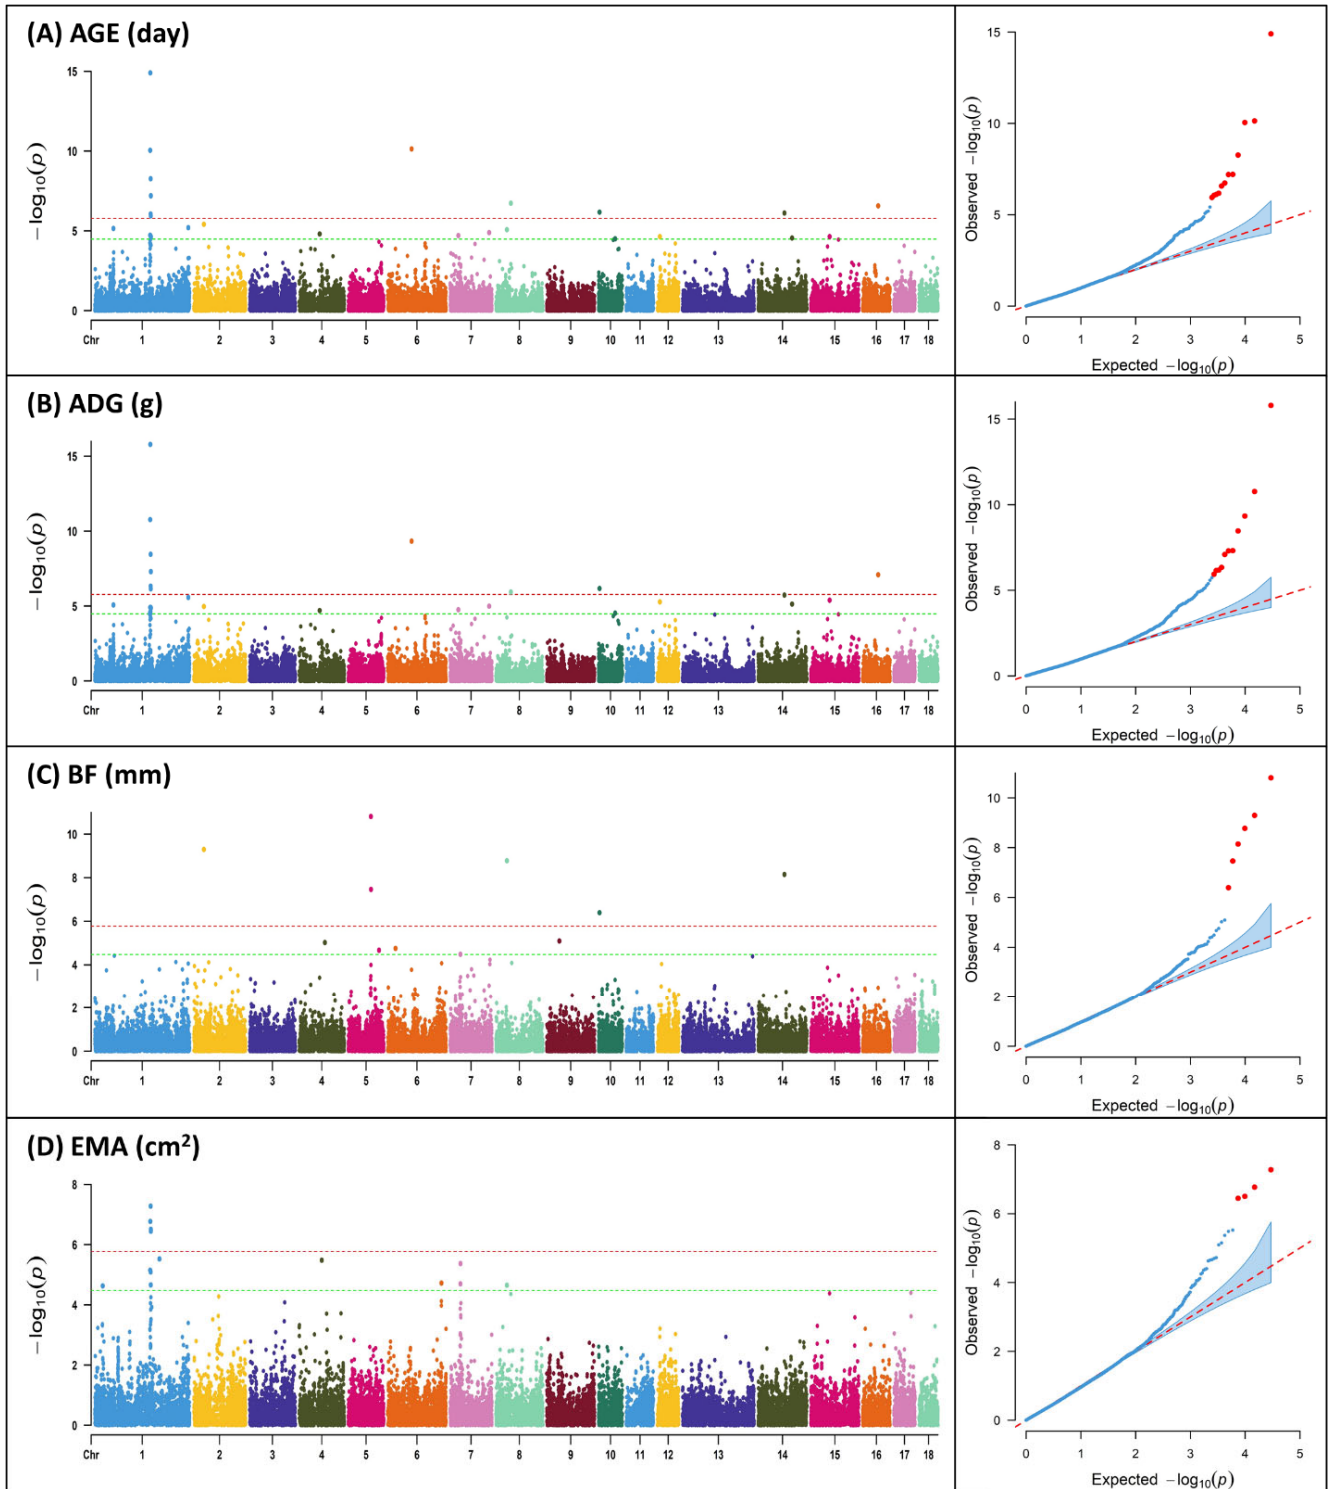 (A) AGE (day)
−log10(p)
15
10
5
0
Chr 1 2 3 4 5 6 7 8 9 10 11 12 13 14 15 16 17 18
Observed −log10(p)
15
10
5
0
0 1 2 3 4 5
Expected −log10(p)
(B) ADG (g)
−log10(p)
15
10
5
0
Chr 1 2 3 4 5 6 7 8 9 10 11 12 13 14 15 16 17 18
Observed −log10(p)
15
10
5
0
0 1 2 3 4 5
Expected −log10(p)
(C) BF (mm)
−log10(p)
10
8
6
4
2
0
Chr 1 2 3 4 5 6 7 8 9 10 11 12 13 14 15 16 17 18
Observed −log10(p)
10
8
6
4
2
0
0 1 2 3 4 5
Expected −log10(p)
(D) EMA (cm²)
−log10(p)
8
6
4
2
0
Chr 1 2 3 4 5 6 7 8 9 10 11 12 13 14 15 16 17 18
Observed −log10(p)
8
6
4
2
0
0 1 2 3 4 5
Expected −log10(p)